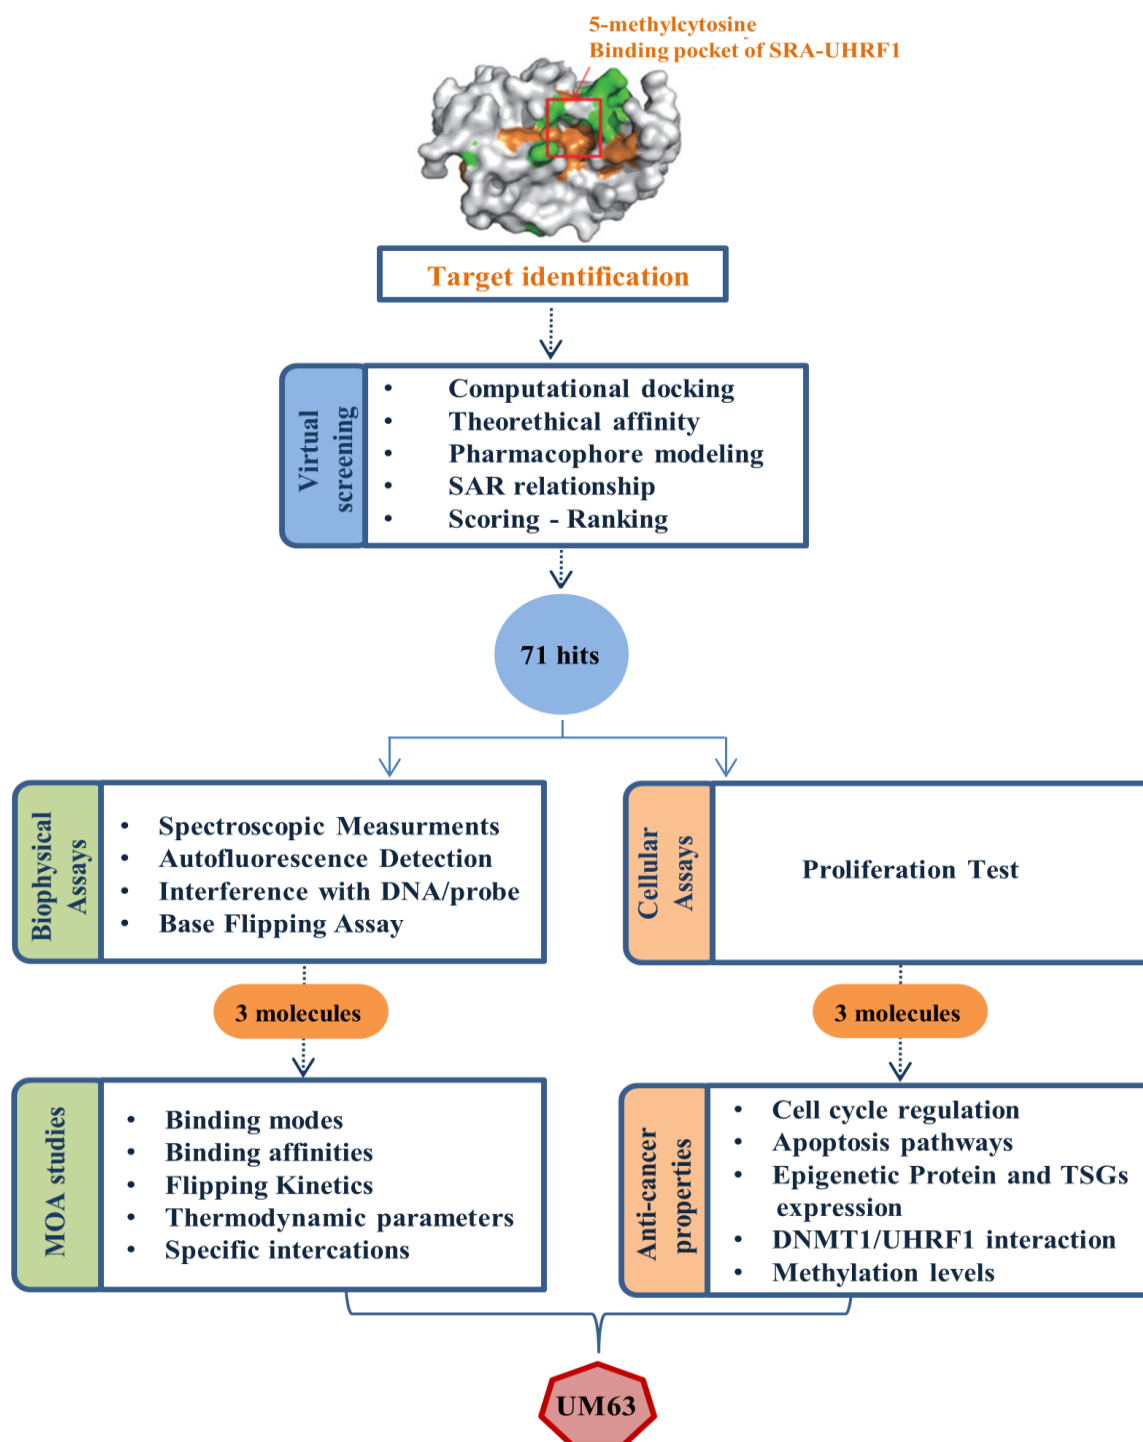 5-methylcytosine
Binding pocket of SRA-UHRF1
Target identification
Virtual
screening
• Computational docking
• Theorethical affinity
• Pharmacophore modeling
• SAR relationship
• Scoring - Ranking
71 hits
Biophysical
Assays
• Spectroscopic Measurments
• Autofluorescence Detection
• Interference with DNA/probe
• Base Flipping Assay
Cellular
Assays
Proliferation Test
3 molecules
3 molecules
MOA studies
• Binding modes
• Binding affinities
• Flipping Kinetics
• Thermodynamic parameters
• Specific intercations
Anti-cancer
properties
• Cell cycle regulation
• Apoptosis pathways
• Epigenetic Protein and TSGs
expression
• DNMT1/UHRF1 interaction
• Methylation levels
UM63